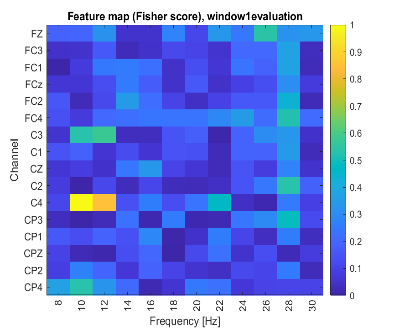 Feature map (Fisher score), window1evaluation
Channel
FZ
FC3
FC1
FCz
FC2
FC4
C3
C1
CZ
C2
C4
CP3
CP1
CPZ
CP2
CP4
8 10 12 14 16 18 20 22 24 26 28 30
Frequency [Hz]
1
0.9
0.8
0.7
0.6
0.5
0.4
0.3
0.2
0.1
0